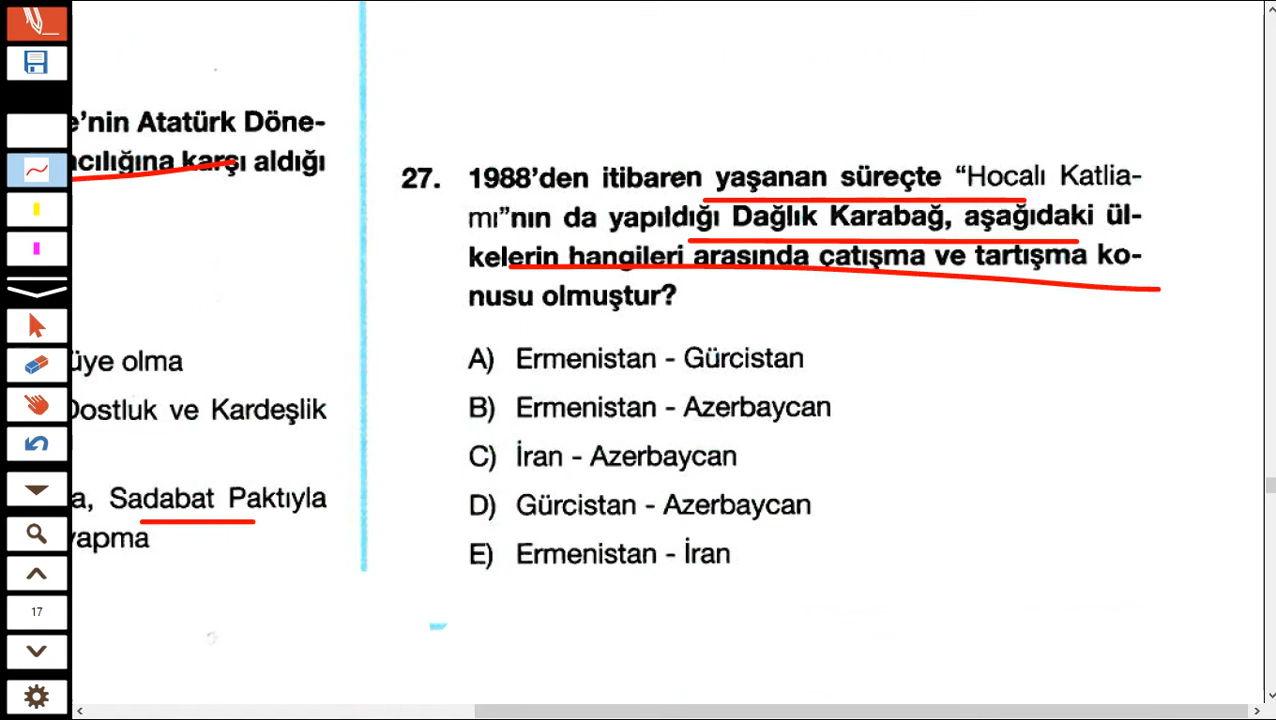 e'nin Atatürk Döne-
acılığına karşı aldığı
üye olma
Dostluk ve Kardeşlik
a, Sadabat Paktıyla
yapma
27. 1988'den itibaren yaşanan süreçte “Hocalı Katlia-
mı”nın da yapıldığı Dağlık Karabağ, aşağıdaki ül-
kelerin hangileri arasında çatışma ve tartışma ko-
nusu olmuştur?
A) Ermenistan - Gürcistan
B) Ermenistan - Azerbaycan
C) İran - Azerbaycan
D) Gürcistan - Azerbaycan
E) Ermenistan - İran
17